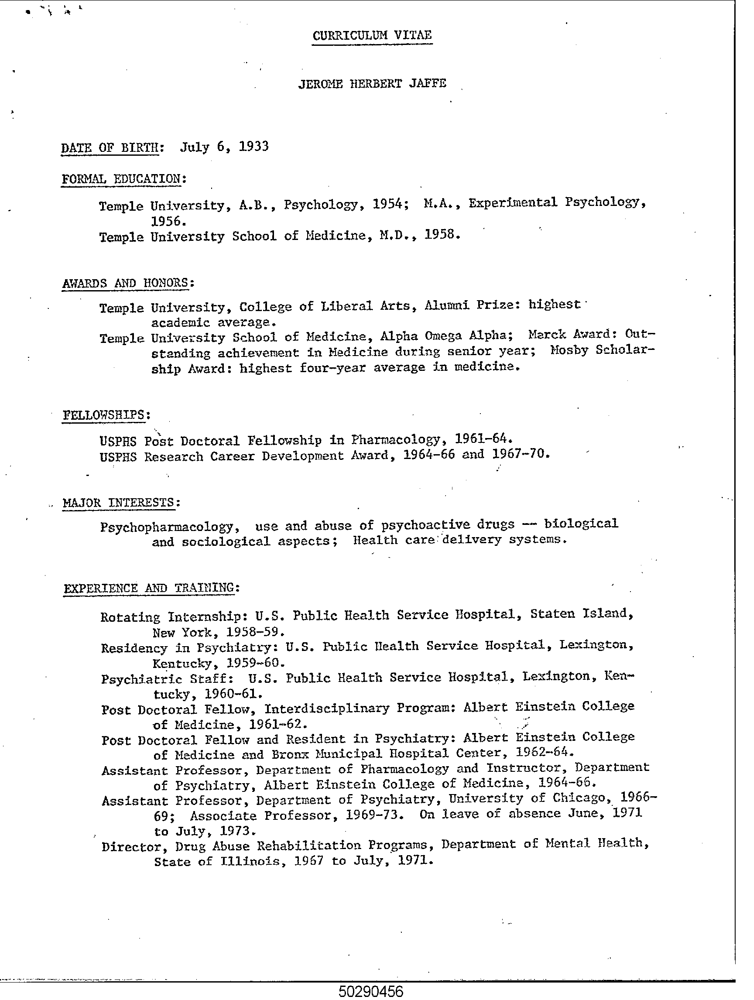 CURRICULUM VITAE
JEROME HERBERT JAFFE
DATE OF BIRTH: July 6, 1933
FORMAL EDUCATION:
Temple University, A.B., Psychology, 1954; M.A., Experimental Psychology,
1956.
Temple University School of Medicine, M.D., 1958.
AWARDS AND HONORS:
Temple University, College of Liberal Arts, Alumni Prize: highest
academic average.
Temple University School of Medicine, Alpha Omega Alpha; Merck Award: Out-
standing achievement in Medicine during senior year; Mosby Scholar-
ship Award: highest four-year average in medicine.
FELLOWSHIPS:
USPHS Post Doctoral Fellowship in Pharmacology, 1961-64.
USPHS Research Career Development Award, 1964-66 and 1967-70.
MAJOR INTERESTS:
Psychopharmacology, use and abuse of psychoactive drugs -- biological
and sociological aspects; Health care delivery systems.
EXPERIENCE AND TRAINING:
Rotating Internship: U.S. Public Health Service Hospital, Staten Island,
New York, 1958-59.
Residency in Psychiatry: U.S. Public Health Service Hospital, Lexington,
Kentucky, 1959-60.
Psychiatric Staff: U.S. Public Health Service Hospital, Lexington, Ken-
tucky, 1960-61.
Post Doctoral Fellow, Interdisciplinary Program: Albert Einstein College
of Medicine, 1961-62.
Post Doctoral Fellow and Resident in Psychiatry: Albert Einstein College
of Medicine and Bronx Municipal Hospital Center, 1962-64.
Assistant Professor, Department of Pharmacology and Instructor, Department
of Psychiatry, Albert Einstein College of Medicine, 1964-66.
Assistant Professor, Department of Psychiatry, University of Chicago, 1966-
69; Associate Professor, 1969-73. On leave of absence June, 1971
to July, 1973.
Director, Drug Abuse Rehabilitation Programs, Department of Mental Health,
State of Illinois, 1967 to July, 1971.
50290456